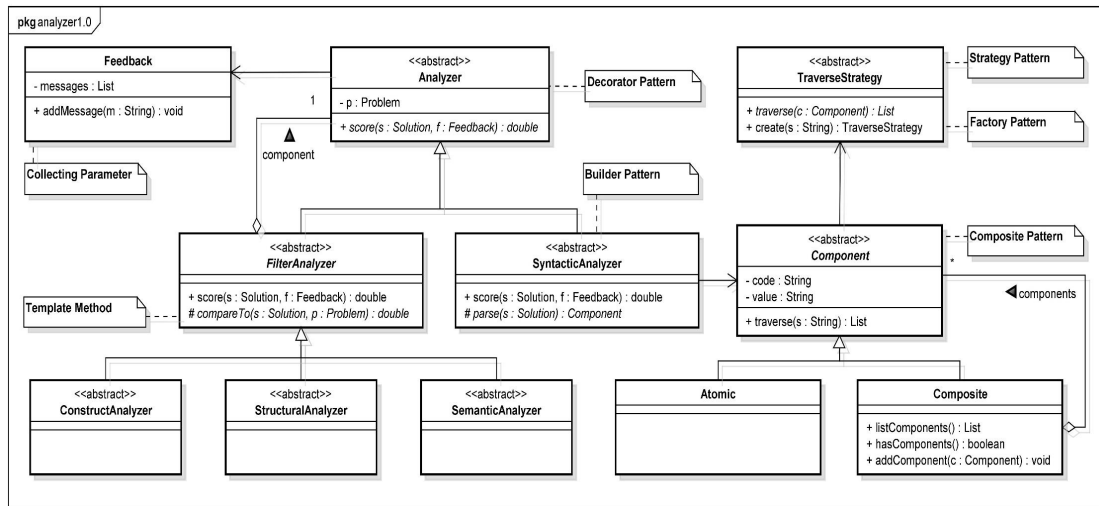 pkg analyzer1.0
Feedback
- messages : List
+ addMessage(m : String) : void
Collecting Parameter
<<abstract>>
Analyzer
- p : Problem
+ score(s : Solution, f : Feedback) : double
Decorator Pattern
1
component
<<abstract>>
TraverseStrategy
+ traverse(c : Component) : List
+ create(s : String) : TraverseStrategy
Strategy Pattern
Factory Pattern
Builder Pattern
<<abstract>>
FilterAnalyzer
+ score(s : Solution, f : Feedback) : double
# compareTo(s : Solution, p : Problem) : double
Template Method
<<abstract>>
SyntacticAnalyzer
+ score(s : Solution, f : Feedback) : double
# parse(s : Solution) : Component
<<abstract>>
Component
- code : String
- value : String
+ traverse(s : String) : List
Composite Pattern
*
components
<<abstract>>
ConstructAnalyzer
<<abstract>>
StructuralAnalyzer
<<abstract>>
SemanticAnalyzer
Atomic
Composite
+ listComponents() : List
+ hasComponents() : boolean
+ addComponent(c : Component) : void